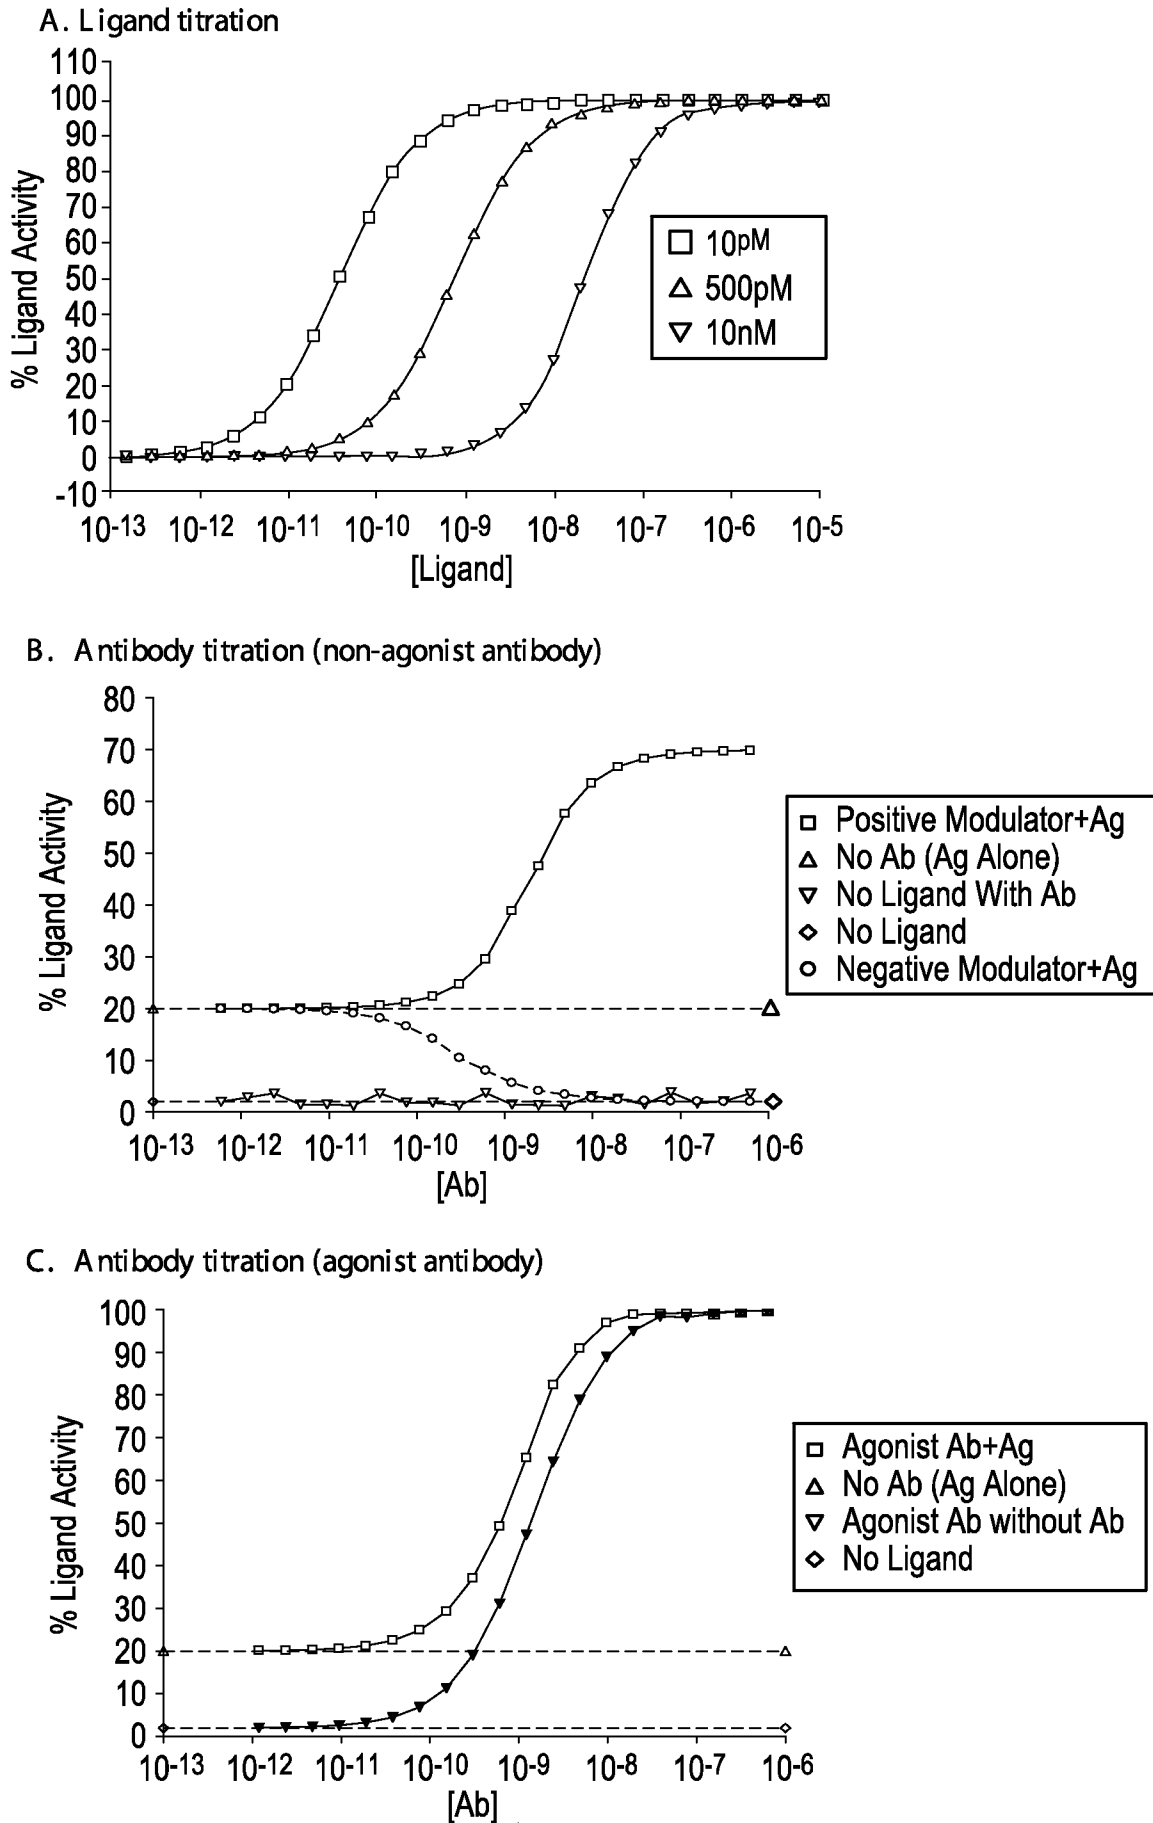 A. Ligand titration
110
100
90
80
70
60
50
40
30
20
10
0
-10
% Ligand Activity
10pM
500pM
10nM
10-13 10-12 10-11 10-10 10-9 10-8 10-7 10-6 10-5
[Ligand]
B. Antibody titration (non-agonist antibody)
80
70
60
50
40
30
20
10
0
% Ligand Activity
Positive Modulator+Ag
No Ab (Ag Alone)
No Ligand With Ab
No Ligand
Negative Modulator+Ag
10-13 10-12 10-11 10-10 10-9 10-8 10-7 10-6
[Ab]
C. Antibody titration (agonist antibody)
100
90
80
70
60
50
40
30
20
10
0
% Ligand Activity
Agonist Ab+Ag
No Ab (Ag Alone)
Agonist Ab without Ab
No Ligand
10-13 10-12 10-11 10-10 10-9 10-8 10-7 10-6
[Ab]